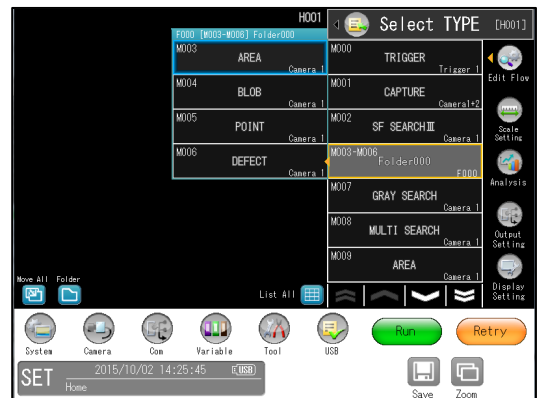 H001
Select TYPE [H001]
F000 [M003-M006] Folder000
M003
AREA
Camera 1
M004
BLOB
Camera 1
M005
POINT
Camera 1
M006
DEFECT
Camera 1
M000
TRIGGER
Trigger 1
M001
CAPTURE
Camera1+2
M002
SF SEARCHⅢ
Camera 1
M003-M006
Folder000
F000
M007
GRAY SEARCH
Camera 1
M008
MULTI SEARCH
Camera 1
M009
AREA
Camera 1
Edit Flow
Scale
Setting
Analysis
Output
Setting
Display
Setting
Move All Folder
List All
System Camera Com Variable Tool USB
Run Retry
SET 2015/10/02 14:25:45 USB
Home
Save Zoom